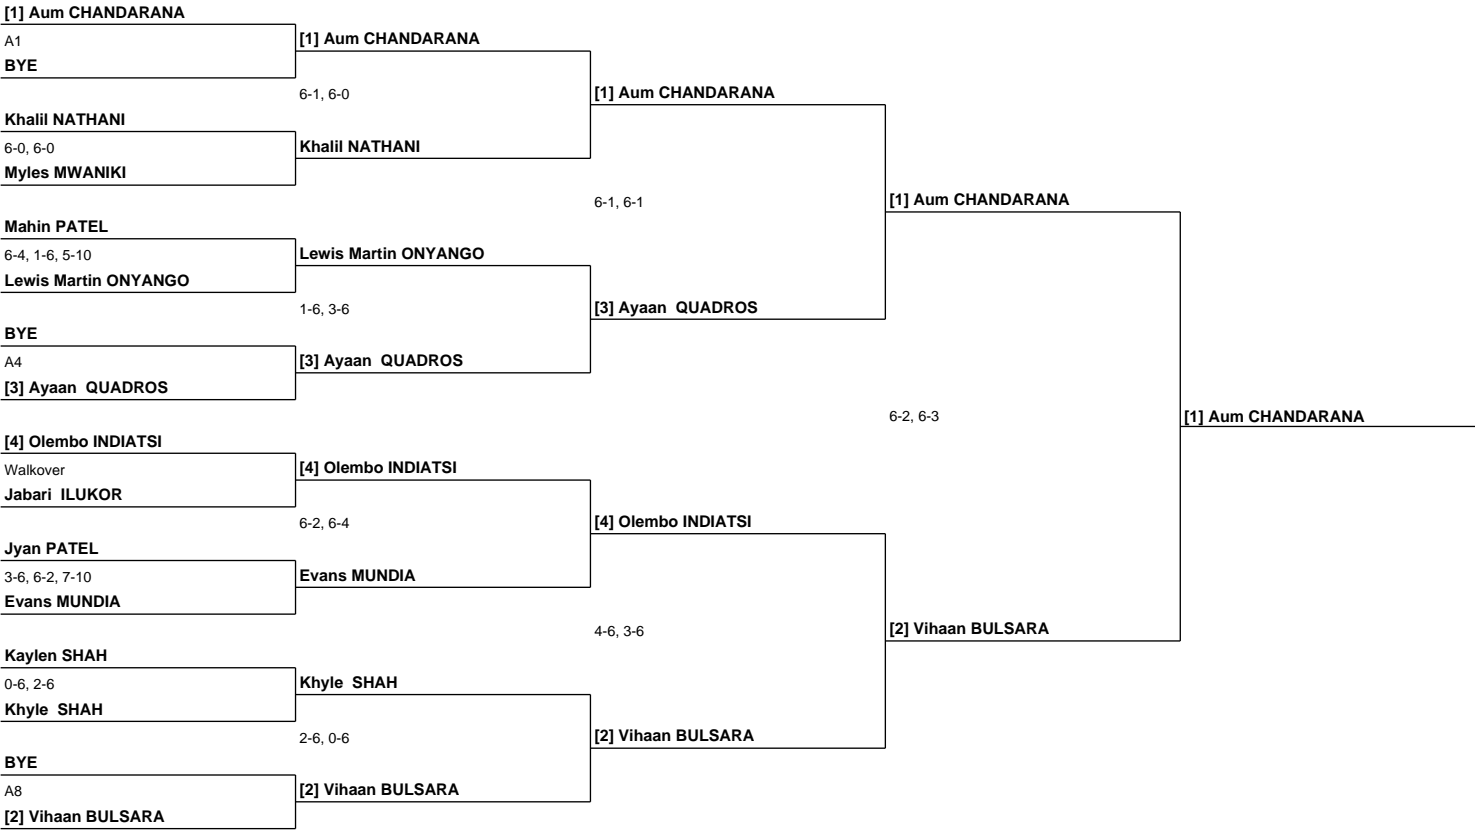 [1] Aum CHANDARANA
A1
BYE
[1] Aum CHANDARANA
6-1, 6-0
[1] Aum CHANDARANA
Khalil NATHANI
6-0, 6-0
Myles MWANIKI
Khalil NATHANI
6-1, 6-1
[1] Aum CHANDARANA
Mahin PATEL
6-4, 1-6, 5-10
Lewis Martin ONYANGO
Lewis Martin ONYANGO
1-6, 3-6
[3] Ayaan  QUADROS
BYE
A4
[3] Ayaan  QUADROS
[3] Ayaan  QUADROS
6-2, 6-3
[1] Aum CHANDARANA
[4] Olembo INDIATSI
Walkover
Jabari  ILUKOR
[4] Olembo INDIATSI
6-2, 6-4
[4] Olembo INDIATSI
Jyan PATEL
3-6, 6-2, 7-10
Evans MUNDIA
Evans MUNDIA
4-6, 3-6
[2] Vihaan BULSARA
Kaylen SHAH
0-6, 2-6
Khyle  SHAH
Khyle  SHAH
2-6, 0-6
[2] Vihaan BULSARA
BYE
A8
[2] Vihaan BULSARA
[2] Vihaan BULSARA